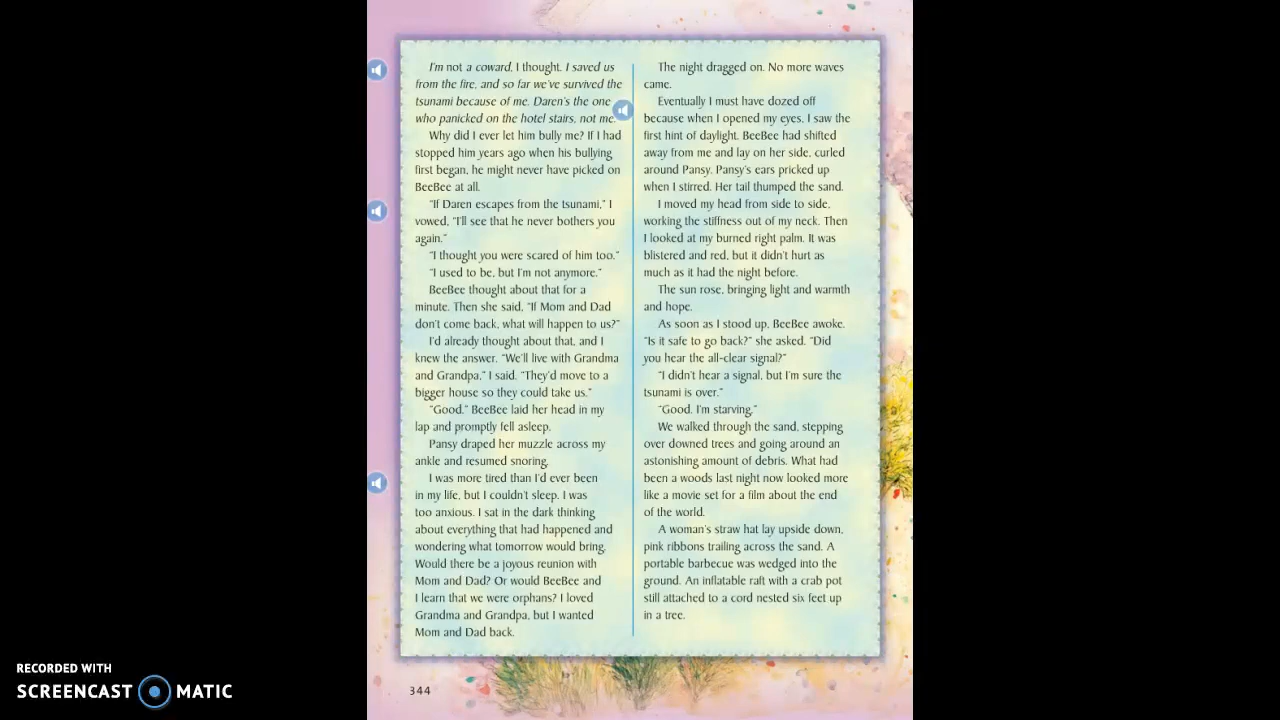 I'm not a coward, I thought. I saved us
from the fire, and so far we've survived the
tsunami because of me. Daren's the one
who panicked on the hotel stairs, not me.
Why did I ever let him bully me? If I had
stopped him years ago when his bullying
first began, he might never have picked on
BeeBee at all.
"If Daren escapes from the tsunami," I
vowed, "I'll see that he never bothers you
again."
"I thought you were scared of him too."
"I used to be, but I'm not anymore."
BeeBee thought about that for a
minute. Then she said, "If Mom and Dad
don't come back, what will happen to us?"
I'd already thought about that, and I
knew the answer. "We'll live with Grandma
and Grandpa," I said. "They'd move to a
bigger house so they could take us."
"Good." BeeBee laid her head in my
lap and promptly fell asleep.
Pansy draped her muzzle across my
ankle and resumed snoring.
I was more tired than I'd ever been
in my life, but I couldn't sleep. I was
too anxious. I sat in the dark thinking
about everything that had happened and
wondering what tomorrow would bring.
Would there be a joyous reunion with
Mom and Dad? Or would BeeBee and
I learn that we were orphans? I loved
Grandma and Grandpa, but I wanted
Mom and Dad back.
The night dragged on. No more waves
came.
Eventually I must have dozed off
because when I opened my eyes, I saw the
first hint of daylight. BeeBee had shifted
away from me and lay on her side, curled
around Pansy. Pansy's ears pricked up
when I stirred. Her tail thumped the sand.
I moved my head from side to side,
working the stiffness out of my neck. Then
I looked at my burned right palm. It was
blistered and red, but it didn't hurt as
much as it had the night before.
The sun rose, bringing light and warmth
and hope.
As soon as I stood up, BeeBee awoke.
"Is it safe to go back?" she asked. "Did
you hear the all-clear signal?"
"I didn't hear a signal, but I'm sure the
tsunami is over."
"Good. I'm starving."
We walked through the sand, stepping
over downed trees and going around an
astonishing amount of debris. What had
been a woods last night now looked more
like a movie set for a film about the end
of the world.
A woman's straw hat lay upside down,
pink ribbons trailing across the sand. A
portable barbecue was wedged into the
ground. An inflatable raft with a crab pot
still attached to a cord nested six feet up
in a tree.
344
RECORDED WITH
SCREENCAST MATIC